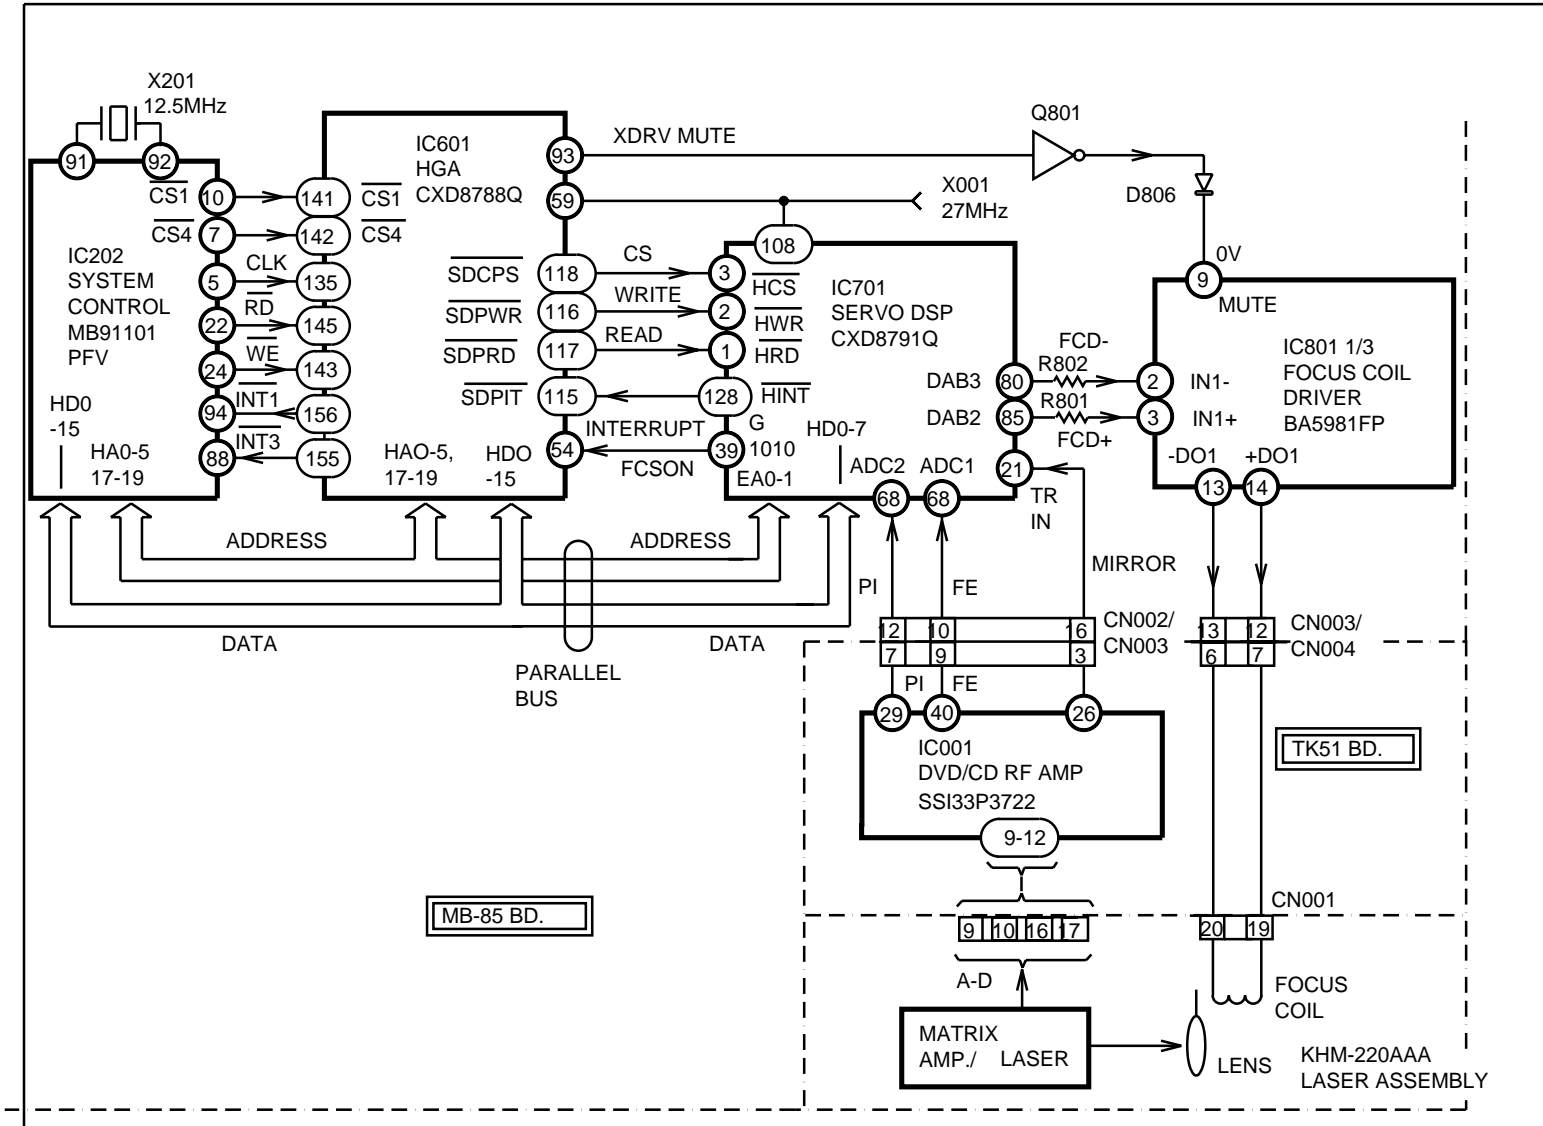 X201
12.5MHz
91
92
IC601
HGA
CXD8788Q
93
XDRV MUTE
Q801
59
X001
27MHz
D806
CS1
10
141
CS1
CS4
7
142
CS4
IC202
SYSTEM
CONTROL
MB91101
PFV
CLK
5
135
RD
22
145
WE
24
143
INT1
94
156
INT3
88
155
HD0
-15
HA0-5
17-19
HAO-5,
17-19
HDO
-15
SDCPS
118
CS
3
HCS
SDPWR
116
WRITE
2
HWR
SDPRD
117
READ
1
HRD
SDPIT
115
128
HINT
INTERRUPT
G
1010
54
FCSON
39
EA0-1
HD0-7
108
IC701
SERVO DSP
CXD8791Q
DAB3
80
DAB2
85
ADC2
ADC1
68
68
21
TR
IN
FCD-
R802
R801
FCD+
0V
9
MUTE
2
IN1-
3
IN1+
IC801 1/3
FOCUS COIL
DRIVER
BA5981FP
-DO1
+DO1
13
14
ADDRESS
ADDRESS
DATA
DATA
PARALLEL
BUS
PI
FE
MIRROR
12
10
16
CN002/
CN003
7
9
3
13
12
CN003/
CN004
6
7
PI
FE
29
40
26
IC001
DVD/CD RF AMP
SSI33P3722
9-12
TK51 BD.
MB-85 BD.
CN001
9
10
16
17
20
19
A-D
FOCUS
COIL
MATRIX
AMP./ LASER
LENS
KHM-220AAA
LASER ASSEMBLY